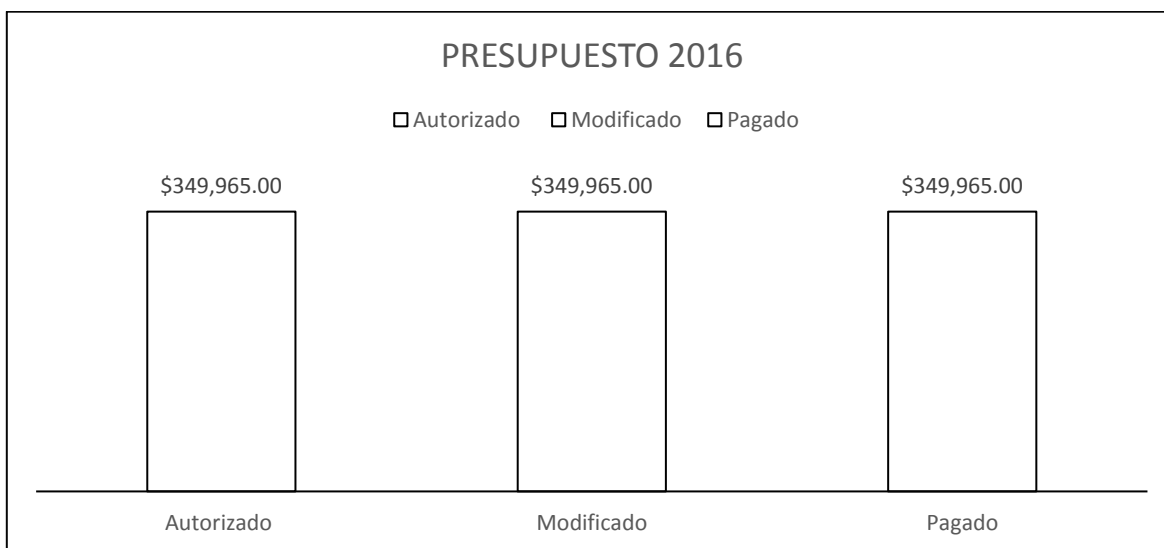 PRESUPUESTO 2016
Autorizado Modificado Pagado
$349,965.00 $349,965.00 $349,965.00
Autorizado Modificado Pagado